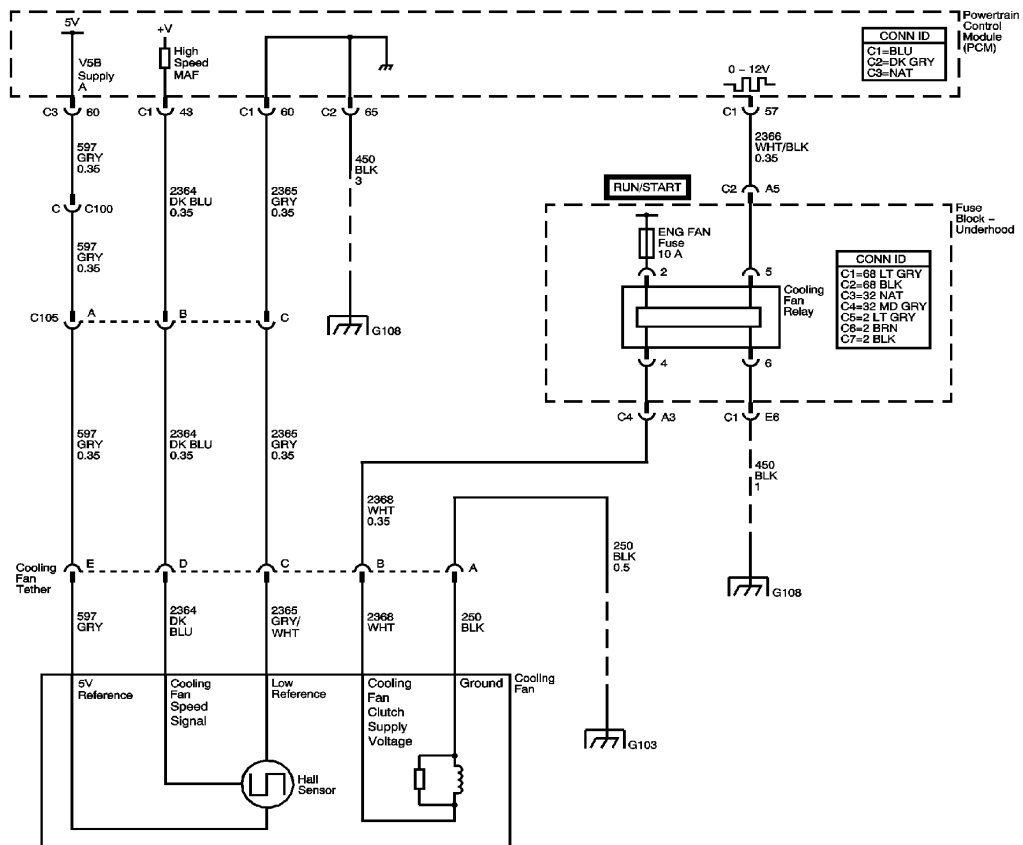 5V
V5B
Supply
A
+V
High
Speed
MAF
0 – 12V
CONN ID
C1=BLU
C2=DK GRY
C3=NAT
Powertrain
Control
Module
(PCM)
C3 60
C1 43
C1 60
C2 65
C1 57
597
GRY
0.35
2364
DK BLU
0.35
2365
GRY
0.35
450
BLK
3
2366
WHT/BLK
0.35
C C100
RUN/START
C2 A5
Fuse
Block –
Underhood
597
GRY
0.35
ENG FAN
Fuse
10 A
2
5
CONN ID
C1=68 LT GRY
C2=68 BLK
C3=32 NAT
C4=32 MD GRY
C5=2 LT GRY
C6=2 BRN
C7=2 BLK
Cooling
Fan
Relay
C105 A B C
G108
4
6
C4 A3
C1 E6
597
GRY
0.35
2364
DK BLU
0.35
2365
GRY
0.35
450
BLK
1
2368
WHT
0.35
250
BLK
0.5
Cooling
Fan
Tether
E D C B A
G108
597
GRY
2364
DK
BLU
2365
GRY/
WHT
2368
WHT
250
BLK
5V
Reference
Cooling
Fan
Speed
Signal
Low
Reference
Cooling
Fan
Clutch
Supply
Voltage
Ground
Cooling
Fan
G103
Hall
Sensor